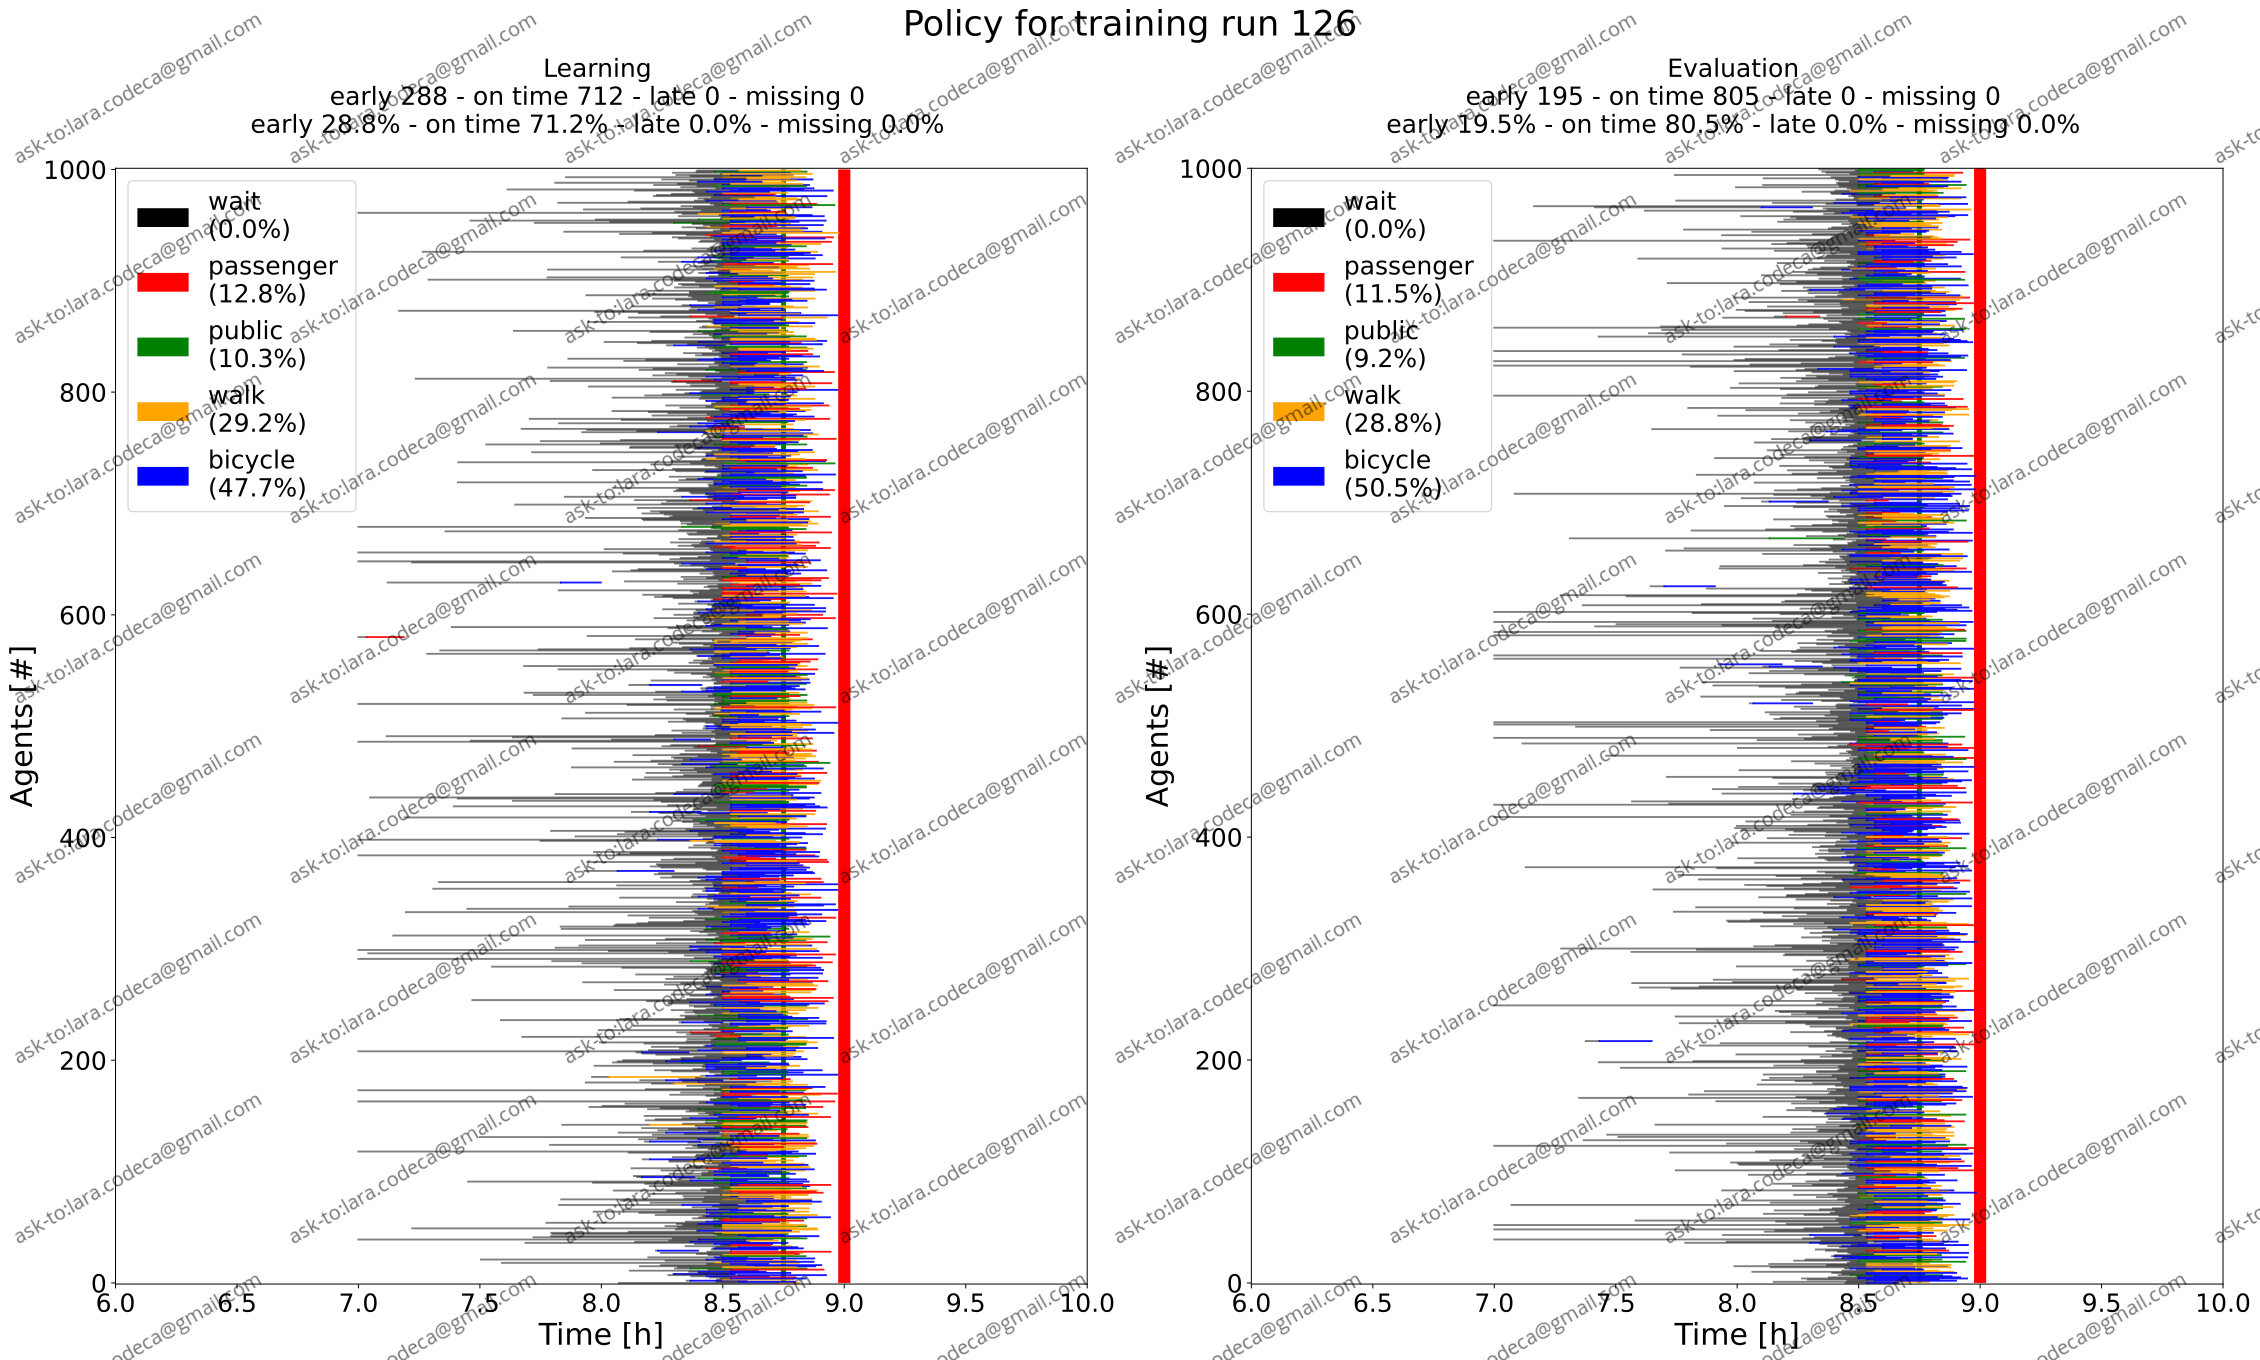 Policy for training run 126
Learning
early 288 - on time 712 - late 0 - missing 0
early 28.8% - on time 71.2% - late 0.0% - missing 0.0%
1000
800
600
400
200
0
Agents [#]
wait
(0.0%)
passenger
(12.8%)
public
(10.3%)
walk
(29.2%)
bicycle
(47.7%)
6.0 6.5 7.0 7.5 8.0 8.5 9.0 9.5 10.0
Time [h]
Evaluation
early 195 - on time 805 - late 0 - missing 0
early 19.5% - on time 80.5% - late 0.0% - missing 0.0%
1000
800
600
400
200
0
Agents [#]
wait
(0.0%)
passenger
(11.5%)
public
(9.2%)
walk
(28.8%)
bicycle
(50.5%)
6.0 6.5 7.0 7.5 8.0 8.5 9.0 9.5 10.0
Time [h]
ask-to:lara.codeca@gmail.com